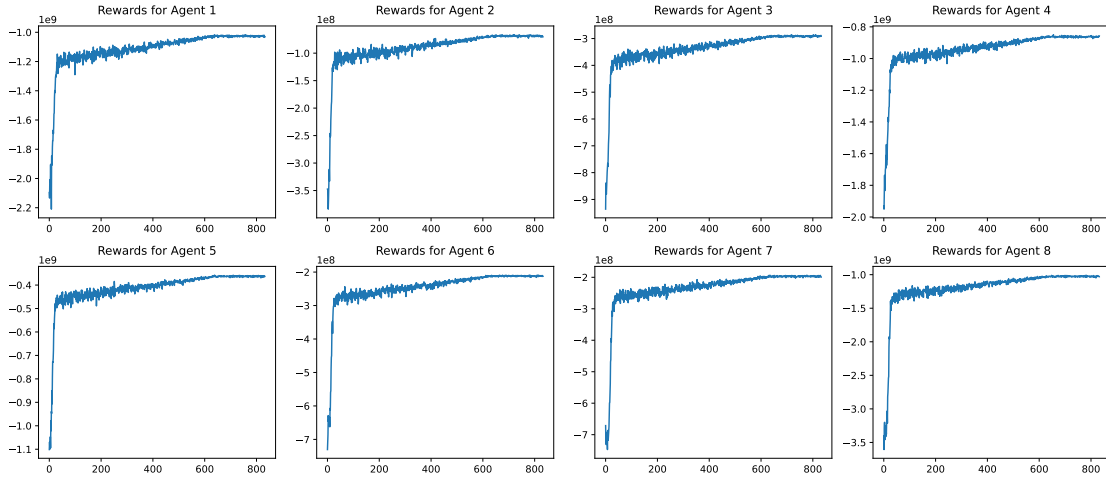 Rewards for Agent 1
1e9
−1.0
−1.2
−1.4
−1.6
−1.8
−2.0
−2.2
0 200 400 600 800
Rewards for Agent 2
1e8
−1.0
−1.5
−2.0
−2.5
−3.0
−3.5
0 200 400 600 800
Rewards for Agent 3
1e8
−3
−4
−5
−6
−7
−8
−9
0 200 400 600 800
Rewards for Agent 4
1e9
−0.8
−1.0
−1.2
−1.4
−1.6
−1.8
−2.0
0 200 400 600 800
Rewards for Agent 5
1e9
−0.4
−0.5
−0.6
−0.7
−0.8
−0.9
−1.0
−1.1
0 200 400 600 800
Rewards for Agent 6
1e8
−2
−3
−4
−5
−6
−7
0 200 400 600 800
Rewards for Agent 7
1e8
−2
−3
−4
−5
−6
−7
0 200 400 600 800
Rewards for Agent 8
1e9
−1.0
−1.5
−2.0
−2.5
−3.0
−3.5
0 200 400 600 800